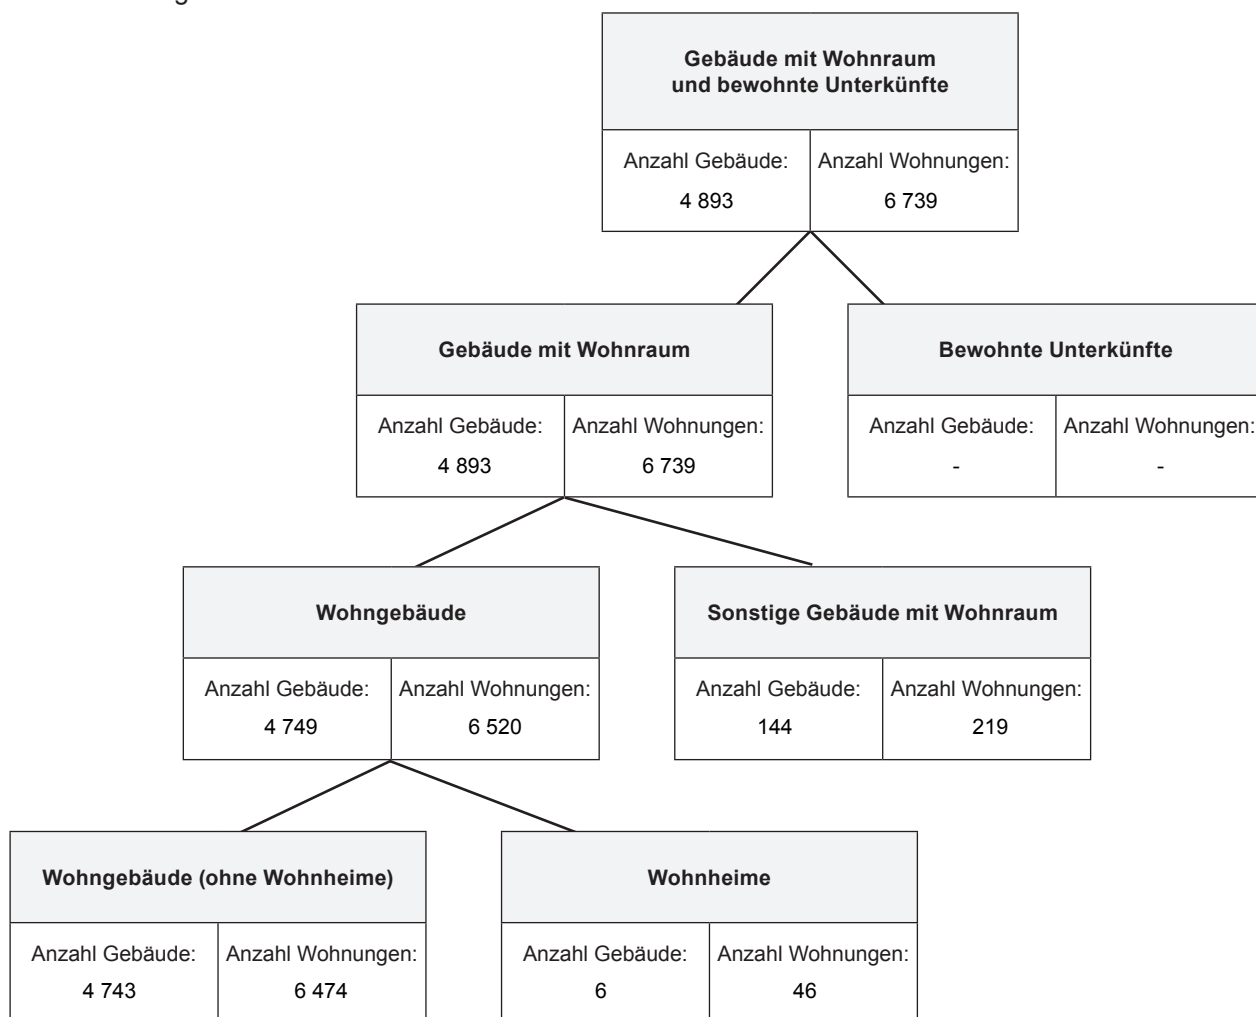 Gebäude mit Wohnraum
und bewohnte Unterkünfte
Anzahl Gebäude: Anzahl Wohnungen:
4 893 6 739
Gebäude mit Wohnraum Bewohnte Unterkünfte
Anzahl Gebäude: Anzahl Wohnungen: Anzahl Gebäude: Anzahl Wohnungen:
4 893 6 739 - -
Wohngebäude Sonstige Gebäude mit Wohnraum
Anzahl Gebäude: Anzahl Wohnungen: Anzahl Gebäude: Anzahl Wohnungen:
4 749 6 520 144 219
Wohngebäude (ohne Wohnheime) Wohnheime
Anzahl Gebäude: Anzahl Wohnungen: Anzahl Gebäude: Anzahl Wohnungen:
4 743 6 474 6 46